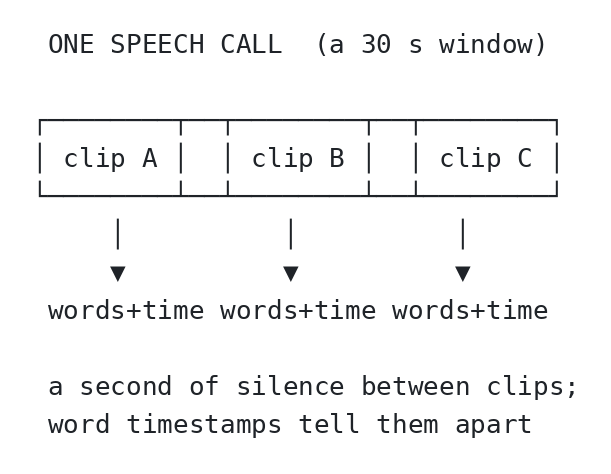 ONE SPEECH CALL  (a 30 s window)
clip A clip B clip C
words+time words+time words+time
a second of silence between clips;
word timestamps tell them apart